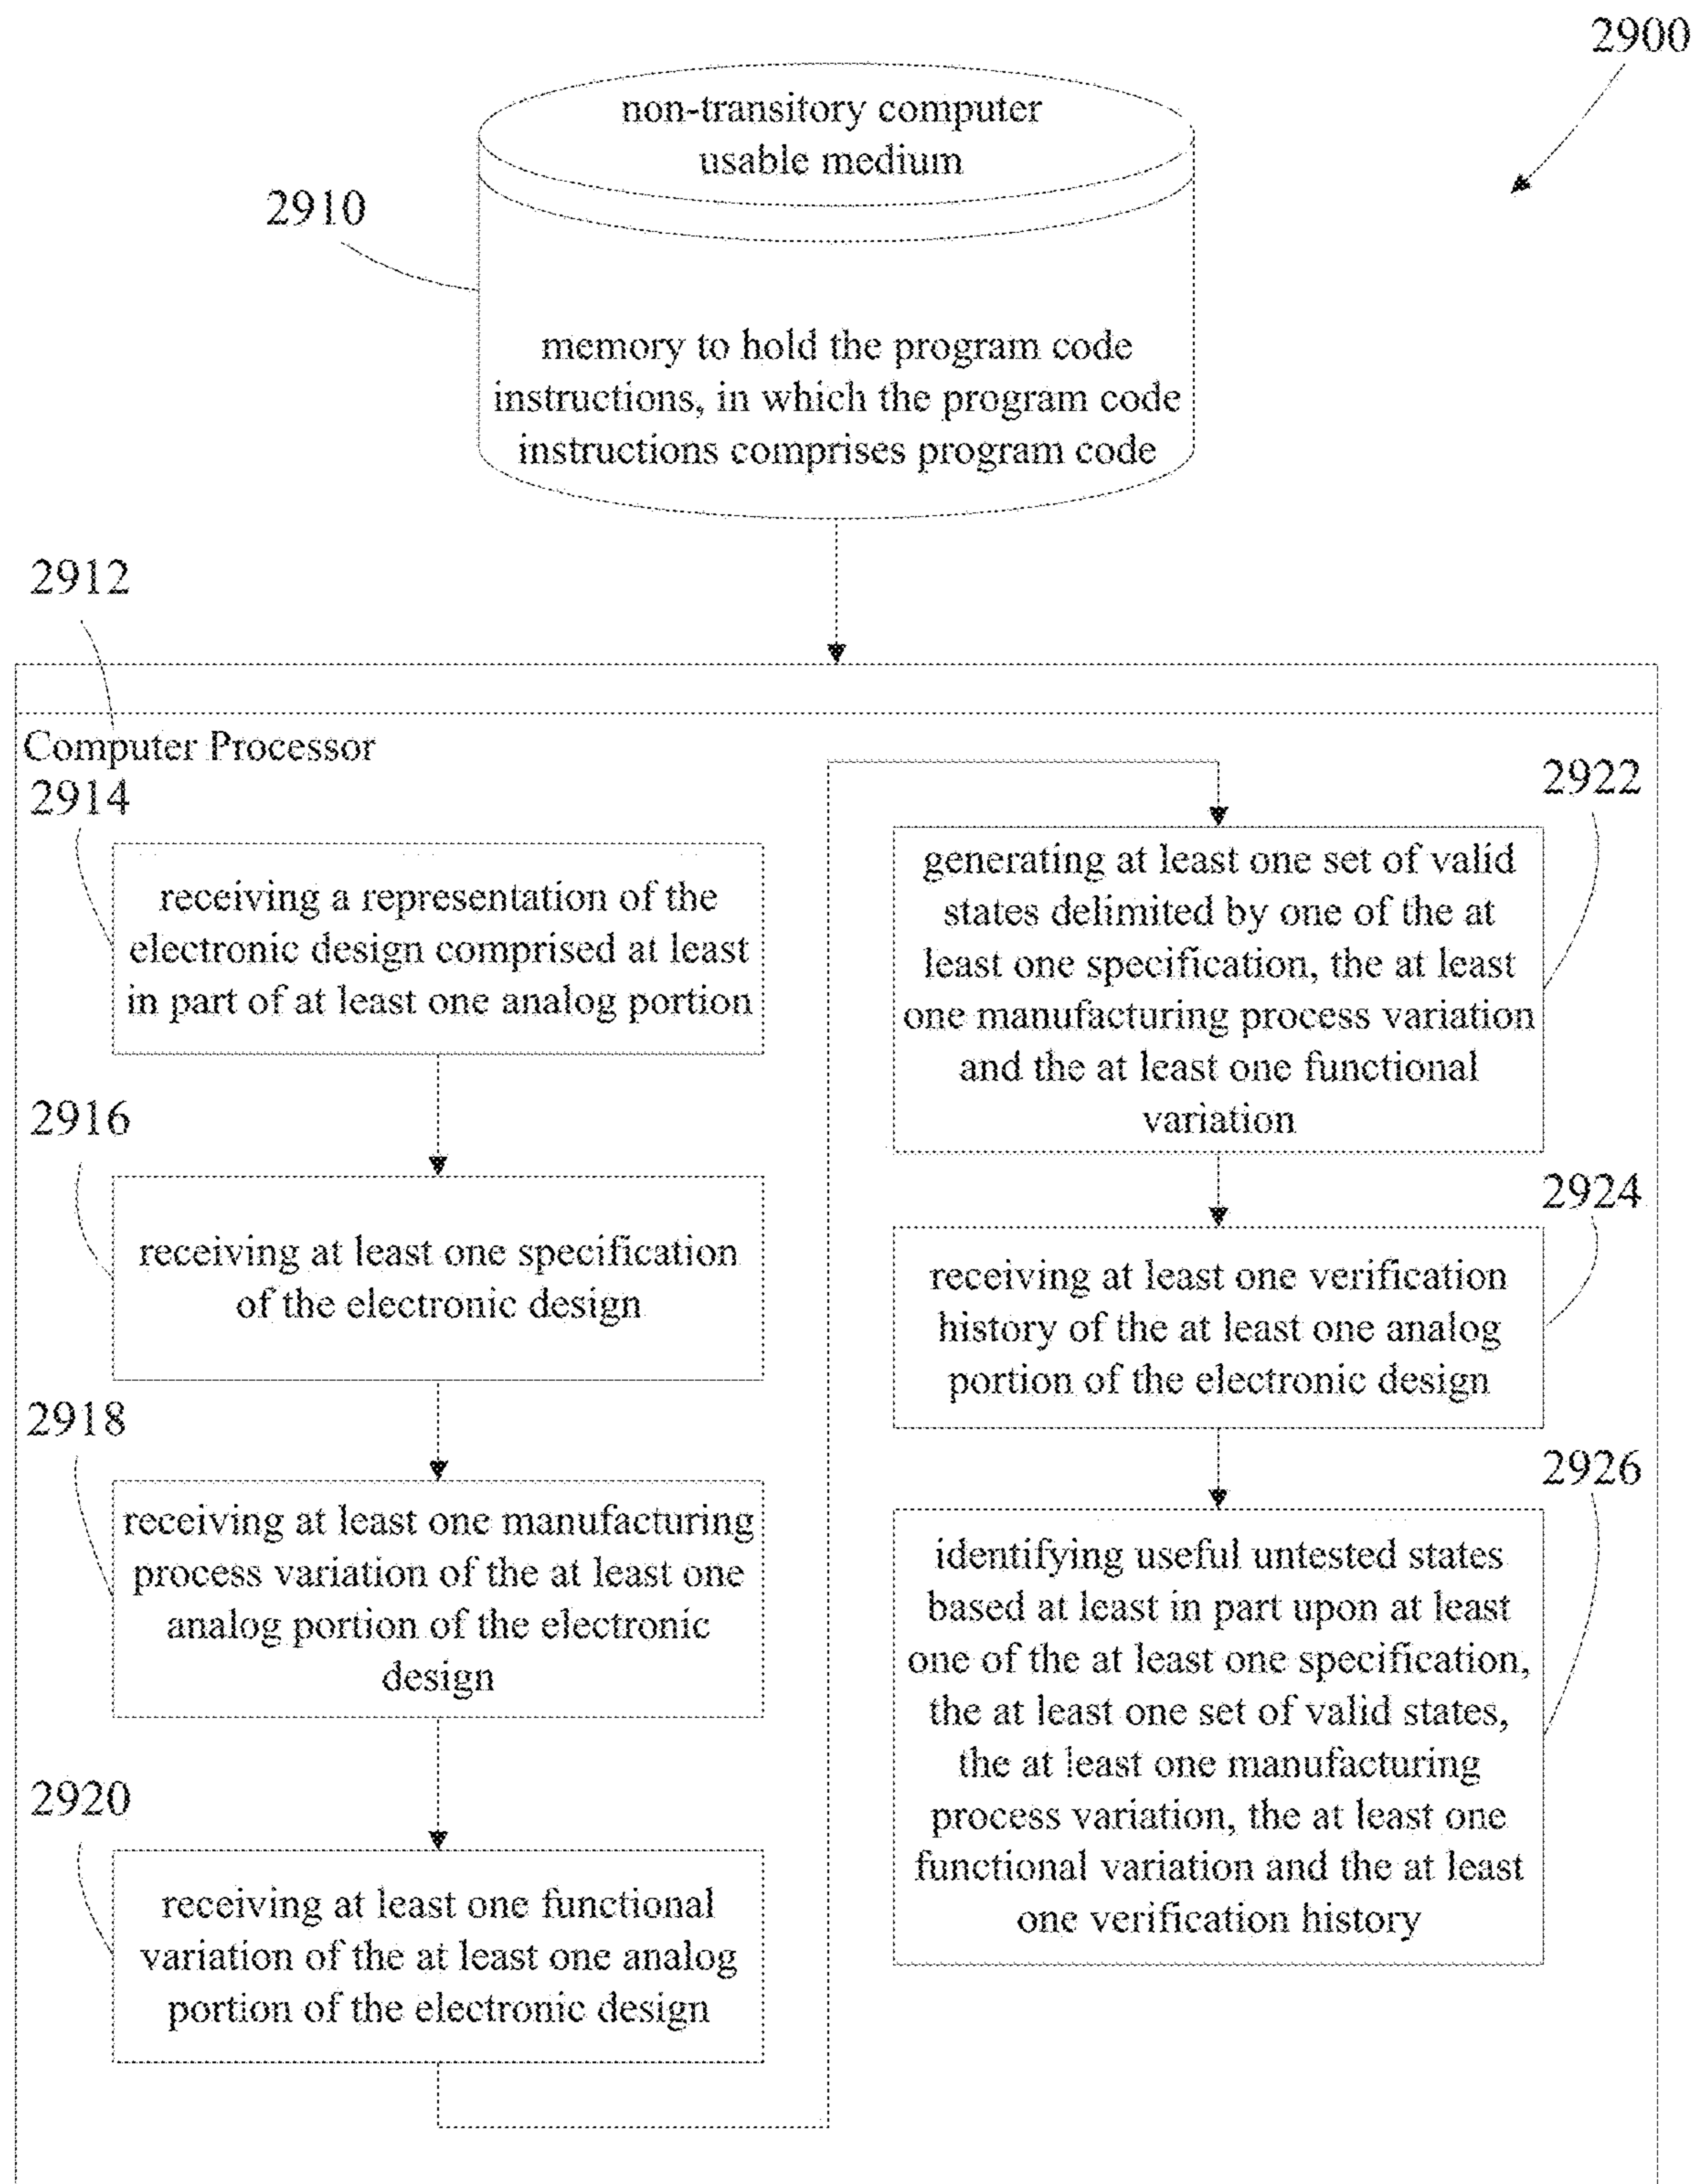 2900
non-transitory computer
usable medium
2910
memory to hold the program code
instructions, in which the program code
instructions comprises program code
2912
Computer Processor
2914
receiving a representation of the
electronic design comprised at least
in part of at least one analog portion
2916
receiving at least one specification
of the electronic design
2918
receiving at least one manufacturing
process variation of the at least one
analog portion of the electronic
design
2920
receiving at least one functional
variation of the at least one analog
portion of the electronic design
2922
generating at least one set of valid
states delimited by one of the at
least one specification, the at least
one manufacturing process variation
and the at least one functional
variation
2924
receiving at least one verification
history of the at least one analog
portion of the electronic design
2926
identifying useful untested states
based at least in part upon at least
one of the at least one specification,
the at least one set of valid states,
the at least one manufacturing
process variation, the at least one
functional variation and the at least
one verification history